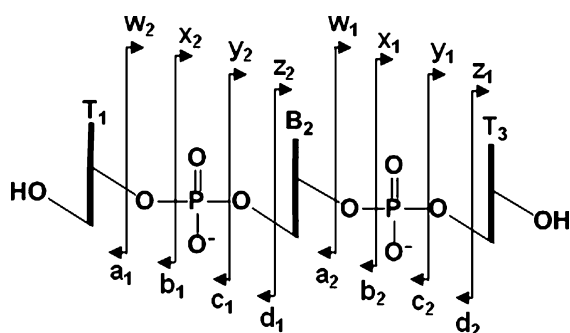 w2 x2 y2 z2 w1 x1 y1 z1
T1 B2 T3
O O
HO O P O O P O OH
O- O-
a1 b1 c1 d1 a2 b2 c2 d2